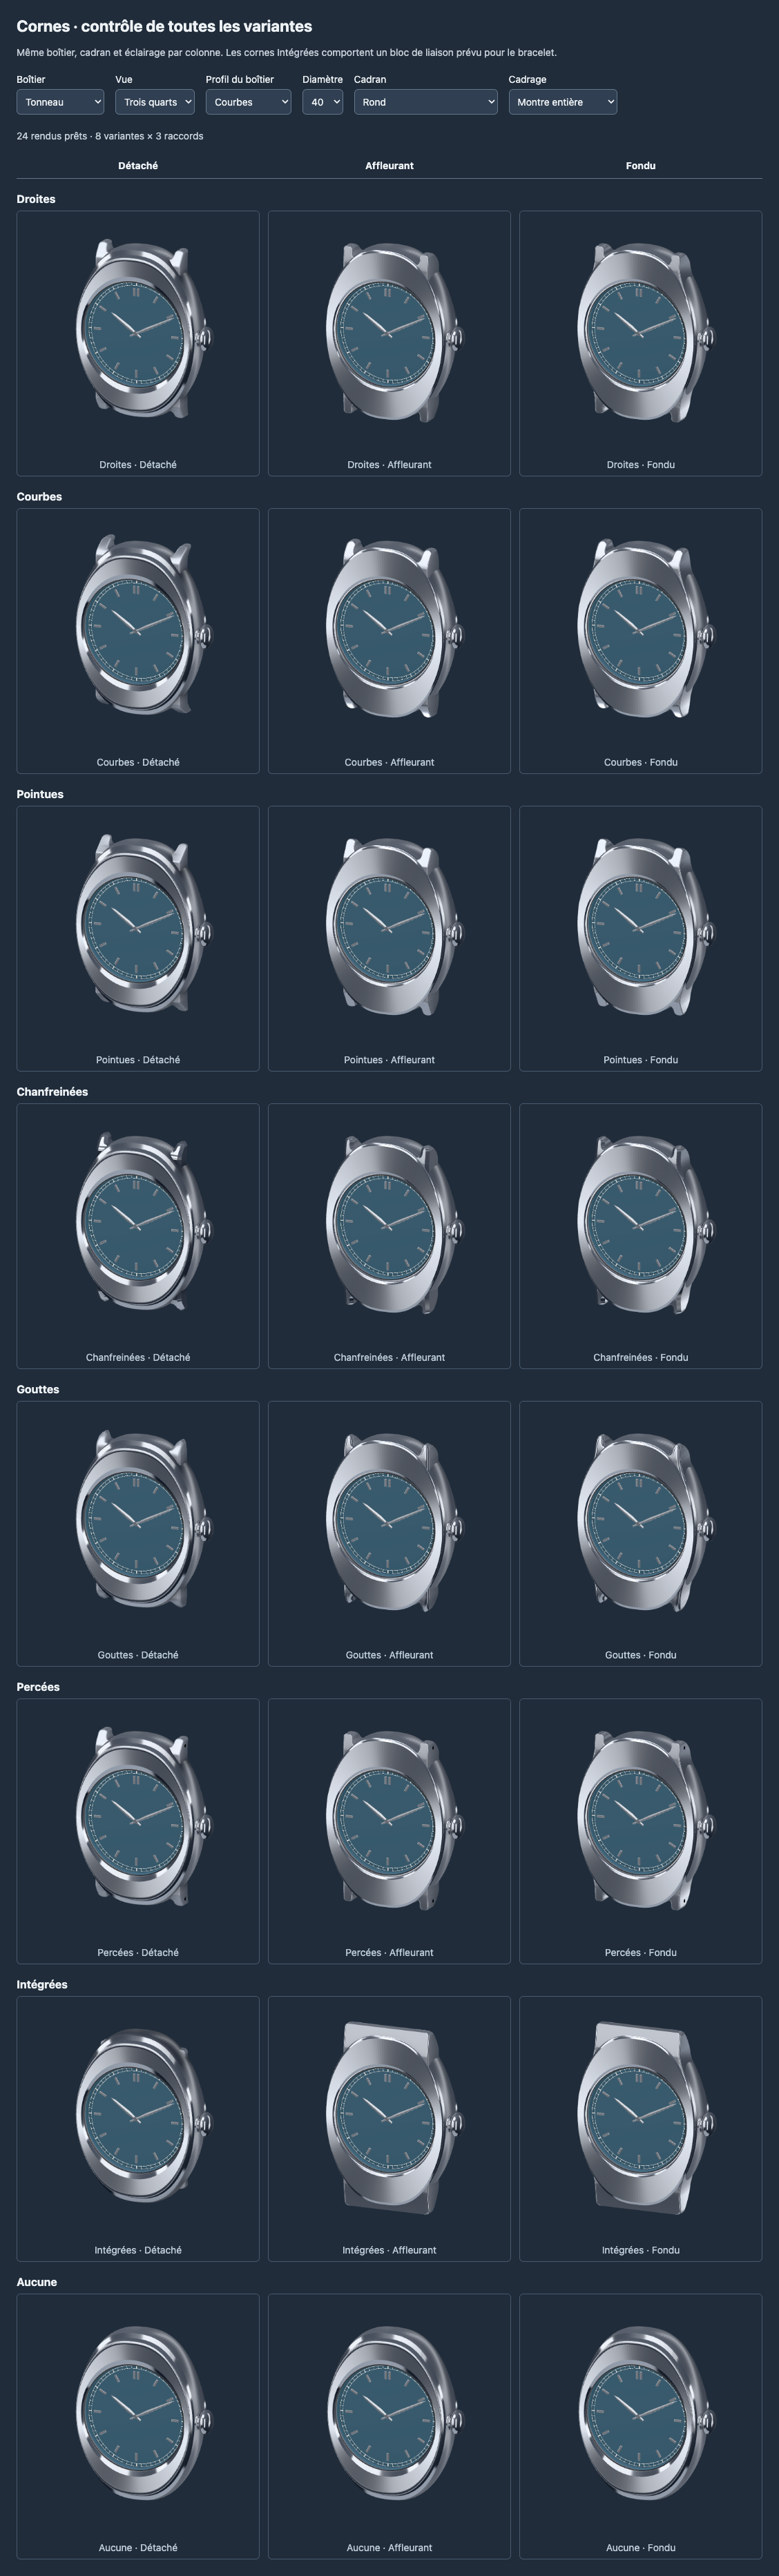 Cornes · contrôle de toutes les variantes
Même boîtier, cadran et éclairage par colonne. Les cornes Intégrées comportent un bloc de liaison prévu pour le bracelet.
Boîtier Vue Profil du boîtier Diamètre Cadran Cadrage
Tonneau Trois quarts Courbes 40 Rond Montre entière
24 rendus prêts · 8 variantes × 3 raccords
Détaché Affleurant Fondu
Droites
Droites · Détaché Droites · Affleurant Droites · Fondu
Courbes
Courbes · Détaché Courbes · Affleurant Courbes · Fondu
Pointues
Pointues · Détaché Pointues · Affleurant Pointues · Fondu
Chanfreinées
Chanfreinées · Détaché Chanfreinées · Affleurant Chanfreinées · Fondu
Gouttes
Gouttes · Détaché Gouttes · Affleurant Gouttes · Fondu
Percées
Percées · Détaché Percées · Affleurant Percées · Fondu
Intégrées
Intégrées · Détaché Intégrées · Affleurant Intégrées · Fondu
Aucune
Aucune · Détaché Aucune · Affleurant Aucune · Fondu